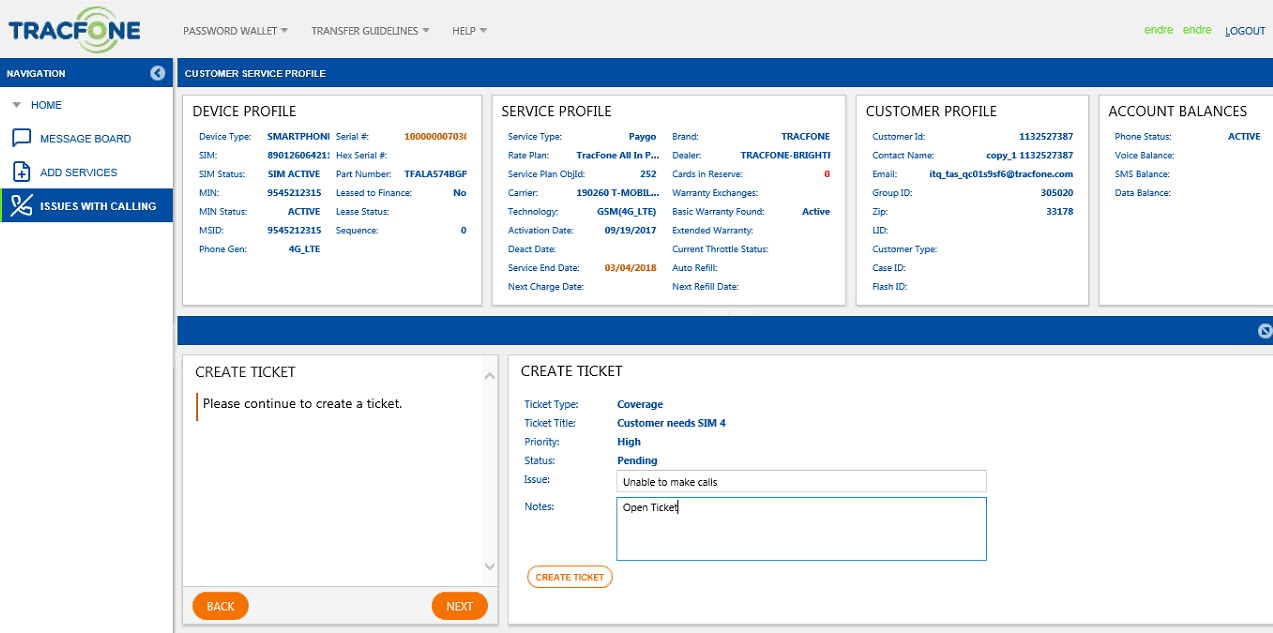 TRACFONE
PASSWORD WALLET TRANSFER GUIDELINES HELP
endre endre LOGOUT
NAVIGATION
HOME
MESSAGE BOARD
ADD SERVICES
ISSUES WITH CALLING
CUSTOMER SERVICE PROFILE
DEVICE PROFILE
Device Type: SMARTPHONI Serial #: 10000000703(
SIM: 89012606421: Hex Serial #:
SIM Status: SIM ACTIVE Part Number: TFALA574BGP
MIN: 9545212315 Leased to Finance: No
MIN Status: ACTIVE Lease Status:
MSID: 9545212315 Sequence: 0
Phone Gen: 4G_LTE
SERVICE PROFILE
Service Type: Paygo Brand: TRACFONE
Rate Plan: TracFone All In P... Dealer: TRACFONE-BRIGHTI
Service Plan ObjId: 252 Cards in Reserve: 0
Carrier: 190260 T-MOBIL... Warranty Exchanges:
Technology: GSM(4G_LTE) Basic Warranty Found: Active
Activation Date: 09/19/2017 Extended Warranty:
Deact Date: Current Throttle Status:
Service End Date: 03/04/2018 Auto Refill:
Next Charge Date: Next Refill Date:
CUSTOMER PROFILE
Customer Id: 1132527387
Contact Name: copy_1 1132527387
Email: itq_tas_qc01s9sf6@tracfone.com
Group ID: 305020
Zip: 33178
LID:
Customer Type:
Case ID:
Flash ID:
ACCOUNT BALANCES
Phone Status: ACTIVE
Voice Balance:
SMS Balance:
Data Balance:
CREATE TICKET
Please continue to create a ticket.
BACK NEXT
CREATE TICKET
Ticket Type: Coverage
Ticket Title: Customer needs SIM 4
Priority: High
Status: Pending
Issue: Unable to make calls
Notes: Open Ticket
CREATE TICKET